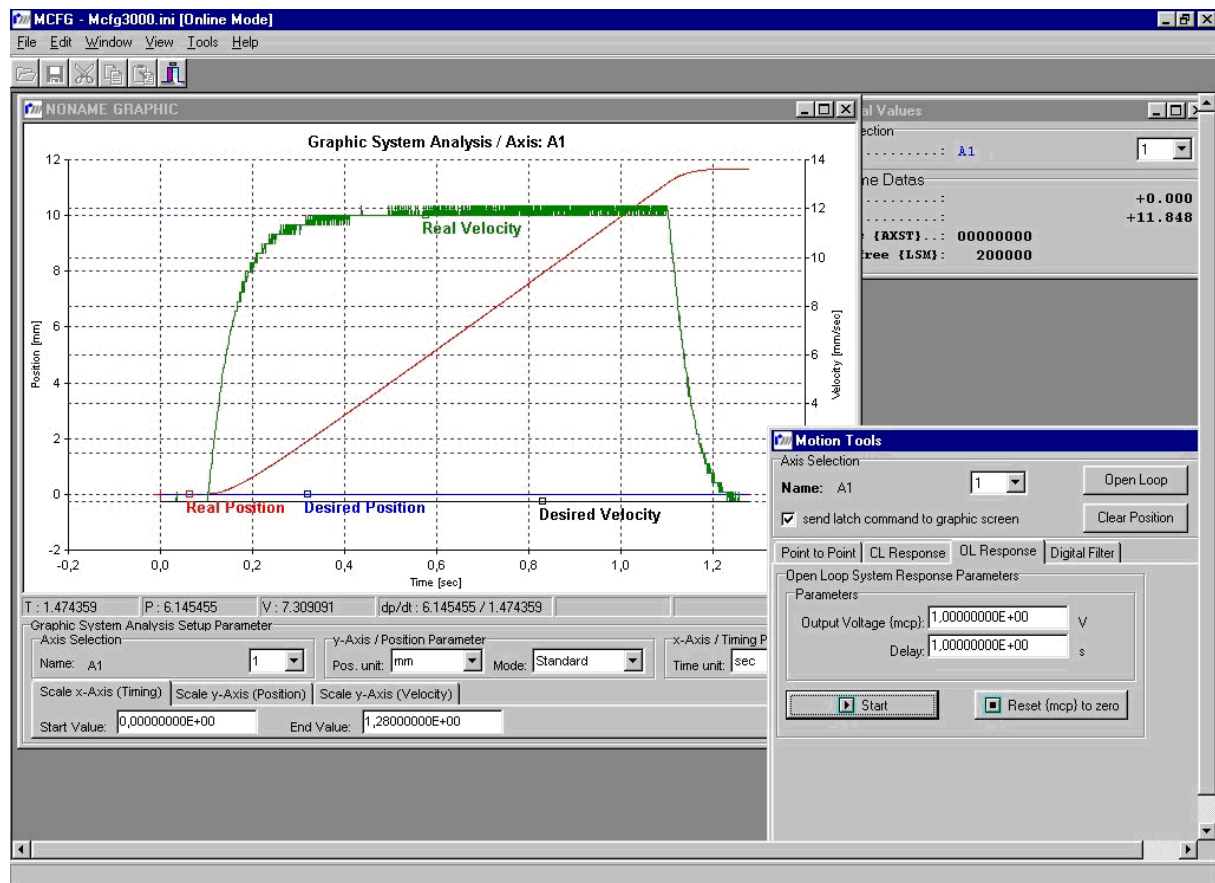 MCFG - Mcfg3000.ini [Online Mode]
File Edit Window View Tools Help
NONAME GRAPHIC
Graphic System Analysis / Axis: A1
12
10
8
6
4
2
0
-2
Position [mm]
14
12
10
8
6
4
Velocity [mm/sec]
Real Velocity
Real Position
Desired Position
Desired Velocity
-0,2 0,0 0,2 0,4 0,6 0,8 1,0 1,2
Time [sec]
T : 1.474359 P : 6.145455 V : 7.309091 dp/dt : 6.145455 / 1.474359
Graphic System Analysis Setup Parameter
Axis Selection
Name: A1 1
y-Axis / Position Parameter
Pos. unit: mm Mode: Standard
x-Axis / Timing P
Time unit: sec
Scale x-Axis (Timing) Scale y-Axis (Position) Scale y-Axis (Velocity)
Start Value: 0,00000000E+00 End Value: 1,28000000E+00
al Values
ection
.........: A1 1
me Datas
.........: +0.000
.........: +11.848
e {AXST}..: 00000000
free {LSM}: 200000
Motion Tools
Axis Selection
Name: A1 1 Open Loop
send latch command to graphic screen Clear Position
Point to Point CL Response OL Response Digital Filter
Open Loop System Response Parameters
Parameters
Output Voltage {mcp}: 1,00000000E+00 V
Delay: 1,00000000E+00 s
Start Reset {mcp} to zero